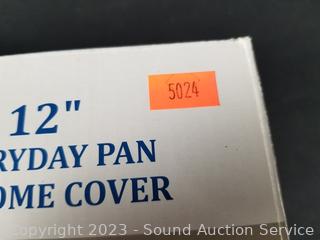 5024
12"
RYDAY PAN
OME COVER
Copyright 2023 - Sound Auction Service